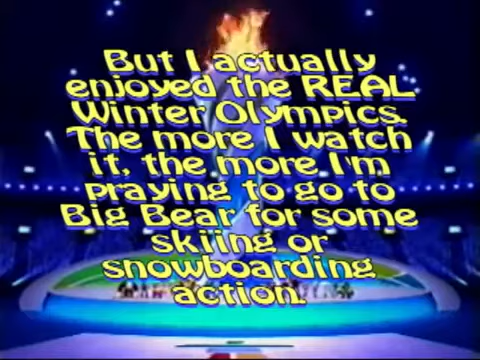 But I actually
enjoyed the REAL
Winter Olympics.
The more I watch
it, the more I'm
praying to go to
Big Bear for some
skiing or
snowboarding
action.